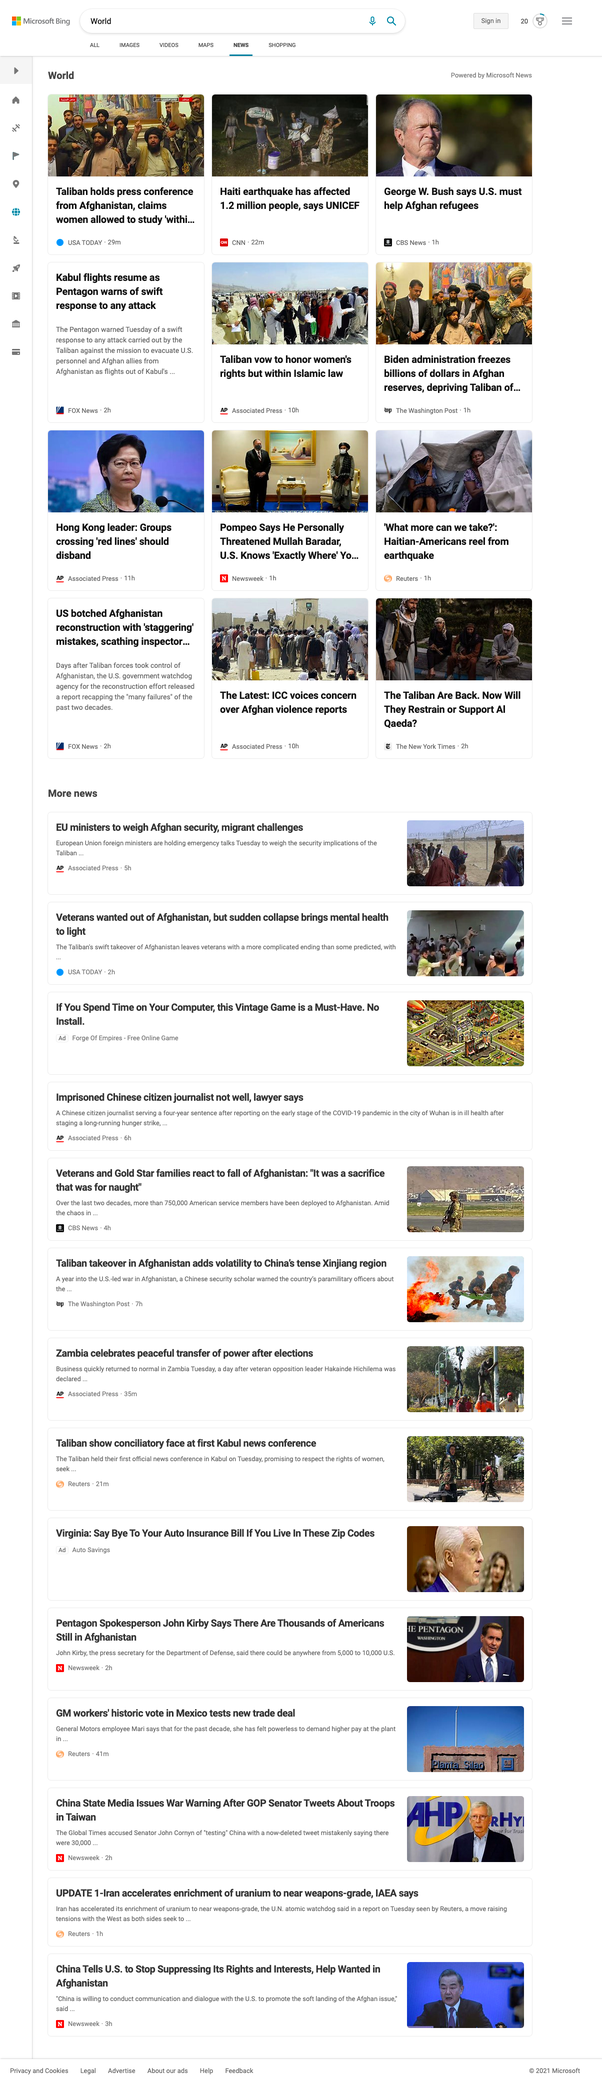 Microsoft Bing
World
Sign in
20
ALL IMAGES VIDEOS MAPS NEWS SHOPPING
World
Powered by Microsoft News
Taliban holds press conference
from Afghanistan, claims
women allowed to study 'withi...
USA TODAY · 29m
Haiti earthquake has affected
1.2 million people, says UNICEF
CNN · 22m
George W. Bush says U.S. must
help Afghan refugees
CBS News · 1h
Kabul flights resume as
Pentagon warns of swift
response to any attack
The Pentagon warned Tuesday of a swift
response to any attack carried out by the
Taliban against the mission to evacuate U.S.
personnel and Afghan allies from
Afghanistan as flights out of Kabul's ...
FOX News · 2h
Taliban vow to honor women's
rights but within Islamic law
AP Associated Press · 10h
Biden administration freezes
billions of dollars in Afghan
reserves, depriving Taliban of...
wp The Washington Post · 1h
Hong Kong leader: Groups
crossing 'red lines' should
disband
AP Associated Press · 11h
Pompeo Says He Personally
Threatened Mullah Baradar,
U.S. Knows 'Exactly Where' Yo...
N Newsweek · 1h
'What more can we take?':
Haitian-Americans reel from
earthquake
Reuters · 1h
US botched Afghanistan
reconstruction with 'staggering'
mistakes, scathing inspector...
Days after Taliban forces took control of
Afghanistan, the U.S. government watchdog
agency for the reconstruction effort released
a report recapping the "many failures" of the
past two decades.
FOX News · 2h
The Latest: ICC voices concern
over Afghan violence reports
AP Associated Press · 10h
The Taliban Are Back. Now Will
They Restrain or Support Al
Qaeda?
The New York Times · 2h
More news
EU ministers to weigh Afghan security, migrant challenges
European Union foreign ministers are holding emergency talks Tuesday to weigh the security implications of the
Taliban ...
AP Associated Press · 5h
Veterans wanted out of Afghanistan, but sudden collapse brings mental health
to light
The Taliban's swift takeover of Afghanistan leaves veterans with a more complicated ending than some predicted, with
...
USA TODAY · 2h
If You Spend Time on Your Computer, this Vintage Game is a Must-Have. No
Install.
Ad Forge Of Empires - Free Online Game
Imprisoned Chinese citizen journalist not well, lawyer says
A Chinese citizen journalist serving a four-year sentence after reporting on the early stage of the COVID-19 pandemic in the city of Wuhan is in ill health after
staging a long-running hunger strike, ...
AP Associated Press · 6h
Veterans and Gold Star families react to fall of Afghanistan: "It was a sacrifice
that was for naught"
Over the last two decades, more than 750,000 American service members have been deployed to Afghanistan. Amid
the chaos in ...
CBS News · 4h
Taliban takeover in Afghanistan adds volatility to China's tense Xinjiang region
A year into the U.S.-led war in Afghanistan, a Chinese security scholar warned the country's paramilitary officers about
the ...
wp The Washington Post · 7h
Zambia celebrates peaceful transfer of power after elections
Business quickly returned to normal in Zambia Tuesday, a day after veteran opposition leader Hakainde Hichilema was
declared ...
AP Associated Press · 35m
Taliban show conciliatory face at first Kabul news conference
The Taliban held their first official news conference in Kabul on Tuesday, promising to respect the rights of women,
seek ...
Reuters · 21m
Virginia: Say Bye To Your Auto Insurance Bill If You Live In These Zip Codes
Ad Auto Savings
Pentagon Spokesperson John Kirby Says There Are Thousands of Americans
Still in Afghanistan
John Kirby, the press secretary for the Department of Defense, said there could be anywhere from 5,000 to 10,000 U.S.
N Newsweek · 2h
HE PENTAGON
WASHINGTON
GM workers' historic vote in Mexico tests new trade deal
General Motors employee Mari says that for the past decade, she has felt powerless to demand higher pay at the plant
in ...
Reuters · 41m
Planta Silao
China State Media Issues War Warning After GOP Senator Tweets About Troops
in Taiwan
The Global Times accused Senator John Cornyn of "testing" China with a now-deleted tweet mistakenly saying there
were 30,000 ...
N Newsweek · 2h
AHP
UPDATE 1-Iran accelerates enrichment of uranium to near weapons-grade, IAEA says
Iran has accelerated its enrichment of uranium to near weapons-grade, the U.N. atomic watchdog said in a report on Tuesday seen by Reuters, a move raising
tensions with the West as both sides seek to ...
Reuters · 1h
China Tells U.S. to Stop Suppressing Its Rights and Interests, Help Wanted in
Afghanistan
"China is willing to conduct communication and dialogue with the U.S. to promote the soft landing of the Afghan issue,"
said ...
N Newsweek · 3h
Privacy and Cookies Legal Advertise About our ads Help Feedback
© 2021 Microsoft